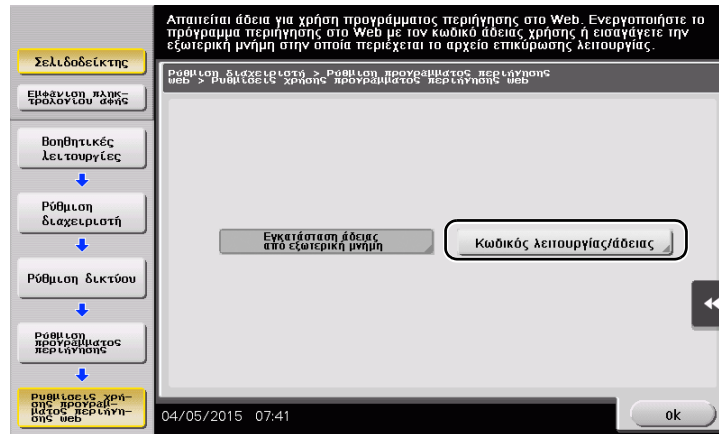 Απαιτείται άδεια για χρήση προγράμματος περιήγησης στο Web. Ενεργοποιήστε το
πρόγραμμα περιήγησης στο Web με τον κωδικό άδειας χρήσης ή εισαγάγετε την
εξωτερική μνήμη στην οποία περιέχεται το αρχείο επικύρωσης λειτουργίας.
Σελιδοδείκτης
Εμφάνιση πληκ-
τρολογίου αφής
Βοηθητικές
λειτουργίες
Ρύθμιση
διαχειριστή
Ρύθμιση δικτύου
Ρύθμιση
προγράμματος
περιήγησης
Ρυθμίσεις χρή-
σης προγράμ-
ματος περιήγη-
σης web
Ρύθμιση διαχειριστή > Ρύθμιση προγράμματος περιήγησης
web > Ρυθμίσεις χρήσης προγράμματος περιήγησης web
Εγκατάσταση άδειας
από εξωτερική μνήμη
Κωδικός λειτουργίας/άδειας
04/05/2015 07:41
0k